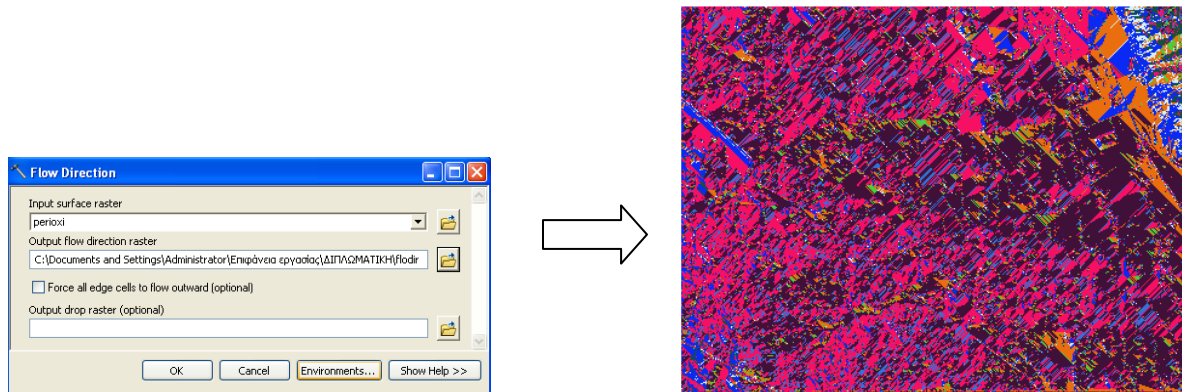 Flow Direction
Input surface raster
perioxi
Output flow direction raster
C:\Documents and Settings\Administrator\Επιφάνεια εργασίας\ΔΙΠΛΩΜΑΤΙΚΗ\flodir
Force all edge cells to flow outward (optional)
Output drop raster (optional)
OK Cancel Environments... Show Help >>